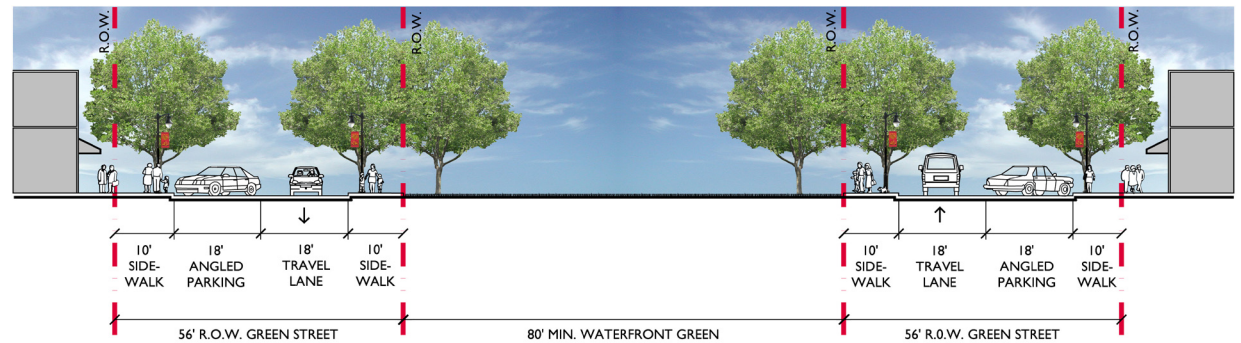 R.O.W.
R.O.W.
R.O.W.
R.O.W.
10'
SIDE-
WALK
18'
ANGLED
PARKING
18'
TRAVEL
LANE
10'
SIDE-
WALK
10'
SIDE-
WALK
18'
TRAVEL
LANE
18'
ANGLED
PARKING
10'
SIDE-
WALK
56' R.O.W. GREEN STREET
80' MIN. WATERFRONT GREEN
56' R.0.W. GREEN STREET